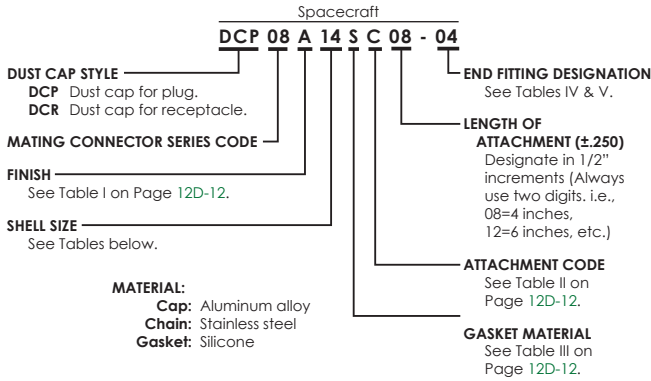 Spacecraft
DCP 08 A 14 S C 08 - 04
DUST CAP STYLE
DCP Dust cap for plug.
DCR Dust cap for receptacle.
MATING CONNECTOR SERIES CODE
FINISH
See Table I on Page 12D-12.
SHELL SIZE
See Tables below.
MATERIAL:
Cap: Aluminum alloy
Chain: Stainless steel
Gasket: Silicone
END FITTING DESIGNATION
See Tables IV & V.
LENGTH OF
ATTACHMENT (±.250)
Designate in 1/2”
increments (Always
use two digits. i.e.,
08=4 inches,
12=6 inches, etc.)
ATTACHMENT CODE
See Table II on
Page 12D-12.
GASKET MATERIAL
See Table III on
Page 12D-12.